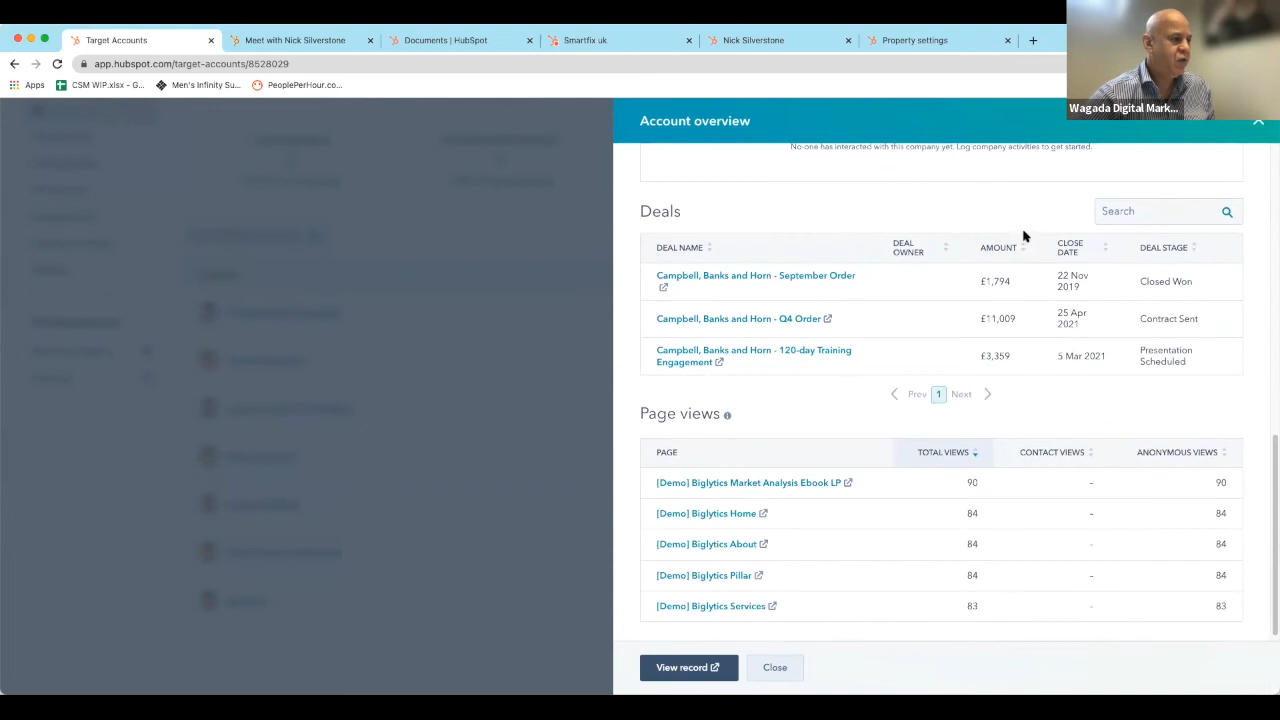 Target Accounts
Meet with Nick Silverstone
Documents | HubSpot
Smartfix uk
Nick Silverstone
Property settings
app.hubspot.com/target-accounts/8528029
Apps
CSM WIP.xlsx - G...
Men's Infinity Su...
PeoplePerHour.co...
Wagada Digital Mark...
Account overview
No-one has interacted with this company yet. Log company activities to get started.
Deals
Search
DEAL NAME
DEAL OWNER
AMOUNT
CLOSE DATE
DEAL STAGE
Campbell, Banks and Horn - September Order
£1,794
22 Nov 2019
Closed Won
Campbell, Banks and Horn - Q4 Order
£11,009
25 Apr 2021
Contract Sent
Campbell, Banks and Horn - 120-day Training Engagement
£3,359
5 Mar 2021
Presentation Scheduled
Prev 1 Next
Page views
PAGE
TOTAL VIEWS
CONTACT VIEWS
ANONYMOUS VIEWS
[Demo] Biglytics Market Analysis Ebook LP
90
-
90
[Demo] Biglytics Home
84
-
84
[Demo] Biglytics About
84
-
84
[Demo] Biglytics Pillar
84
-
84
[Demo] Biglytics Services
83
-
83
View record
Close